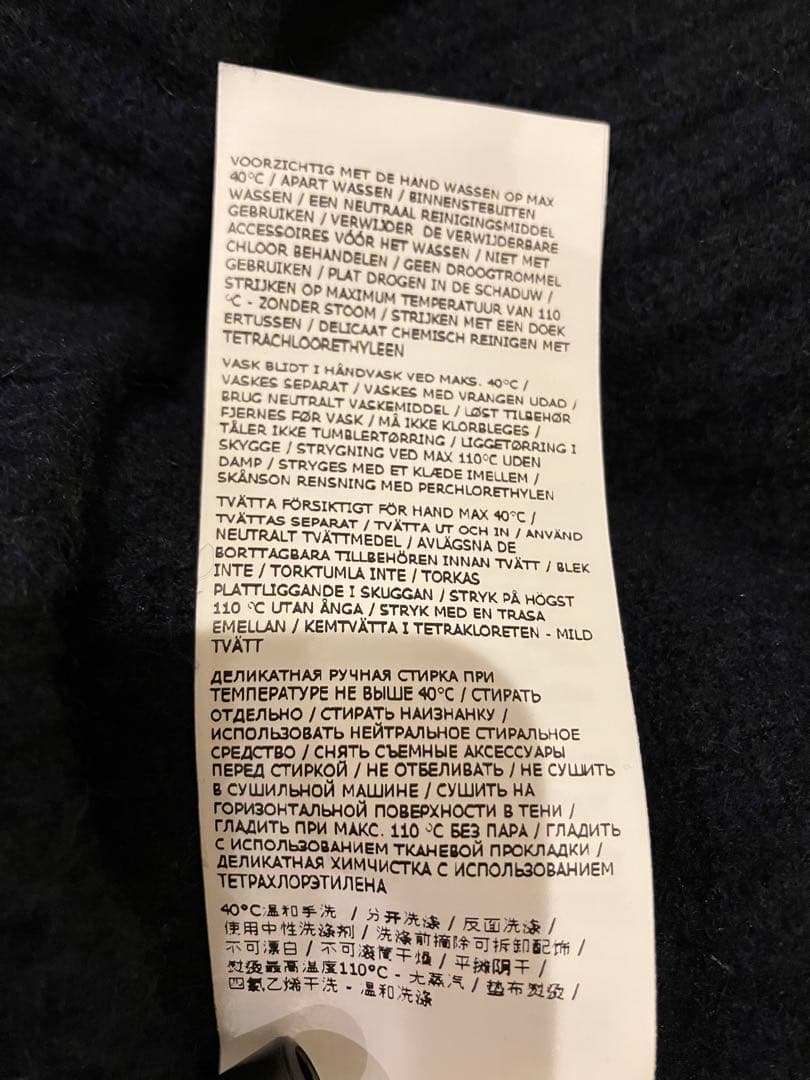 VOORZICHTIG MET DE HAND WASSEN OP MAX
40°C / APART WASSEN / BINNENSTEBUITEN
WASSEN / EEN NEUTRAAL REINIGINGSMIDDEL
GEBRUIKEN / VERWIJDER DE VERWIJDERBARE
ACCESSOIRES VÓÓR HET WASSEN / NIET MET
CHLOOR BEHANDELEN / GEEN DROOGTROMMEL
GEBRUIKEN / PLAT DROGEN IN DE SCHADUW /
STRIJKEN OP MAXIMUM TEMPERATUUR VAN 110
°C - ZONDER STOOM / STRIJKEN MET EEN DOEK
ERTUSSEN / DELICAAT CHEMISCH REINIGEN MET
TETRACHLOORETHYLEEN
VASK BLIDT I HÅNDVASK VED MAKS. 40°C /
VASKES SEPARAT / VASKES MED VRANGEN UDAD /
BRUG NEUTRALT VASKEMIDDEL / LØST TILBEHØR
FJERNES FØR VASK / MÅ IKKE KLORBLEGES /
TÅLER IKKE TUMBLERTØRRING / LIGGETØRRING I
SKYGGE / STRYGNING VED MAX 110°C UDEN
DAMP / STRYGES MED ET KLÆDE IMELLEM /
SKÅNSON RENSNING MED PERCHLORETHYLEN
TVÄTTA FÖRSIKTIGT FÖR HAND MAX 40°C /
TVÄTTAS SEPARAT / TVÄTTA UT OCH IN / ANVÄND
NEUTRALT TVÄTTMEDEL / AVLÄGSNA DE
BORTTAGBARA TILLBEHÖREN INNAN TVÄTT / BLEK
INTE / TORKTUMLA INTE / TORKAS
PLATTLIGGANDE I SKUGGAN / STRYK PÅ HÖGST
110 °C UTAN ÅNGA / STRYK MED EN TRASA
EMELLAN / KEMTVÄTTA I TETRAKLORETEN - MILD
TVÄTT
ДЕЛИКАТНАЯ РУЧНАЯ СТИРКА ПРИ
ТЕМПЕРАТУРЕ НЕ ВЫШЕ 40°C / СТИРАТЬ
ОТДЕЛЬНО / СТИРАТЬ НАИЗНАНКУ /
ИСПОЛЬЗОВАТЬ НЕЙТРАЛЬНОЕ СТИРАЛЬНОЕ
СРЕДСТВО / СНЯТЬ СЪЕМНЫЕ АКСЕССУАРЫ
ПЕРЕД СТИРКОЙ / НЕ ОТБЕЛИВАТЬ / НЕ СУШИТЬ
В СУШИЛЬНОЙ МАШИНЕ / СУШИТЬ НА
ГОРИЗОНТАЛЬНОЙ ПОВЕРХНОСТИ В ТЕНИ /
ГЛАДИТЬ ПРИ МАКС. 110 °C БЕЗ ПАРА / ГЛАДИТЬ
С ИСПОЛЬЗОВАНИЕМ ТКАНЕВОЙ ПРОКЛАДКИ /
ДЕЛИКАТНАЯ ХИМЧИСТКА С ИСПОЛЬЗОВАНИЕМ
ТЕТРАХЛОРЭТИЛЕНА
40°C温和手洗 / 分开洗涤 / 反面洗涤 /
使用中性洗涤剂 / 洗涤前摘除可拆卸配饰 /
不可漂白 / 不可滚筒干燥 / 平摊阴干 /
熨烫最高温度110°C - 无蒸汽 / 垫布熨烫 /
四氯乙烯干洗 - 温和洗涤